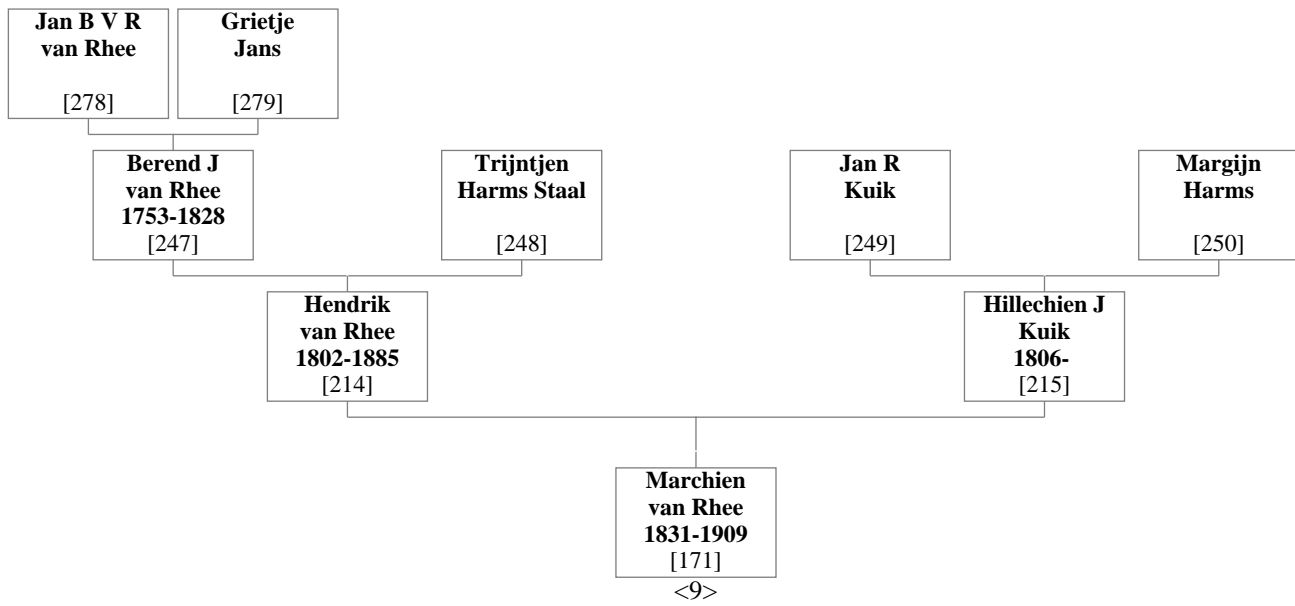 Jan B V R
van Rhee
[278]
Grietje
Jans
[279]
Berend J
van Rhee
1753-1828
[247]
Trijntjen
Harms Staal
[248]
Jan R
Kuik
[249]
Margijn
Harms
[250]
Hendrik
van Rhee
1802-1885
[214]
Hillechien J
Kuik
1806-
[215]
Marchien
van Rhee
1831-1909
[171]
<9>